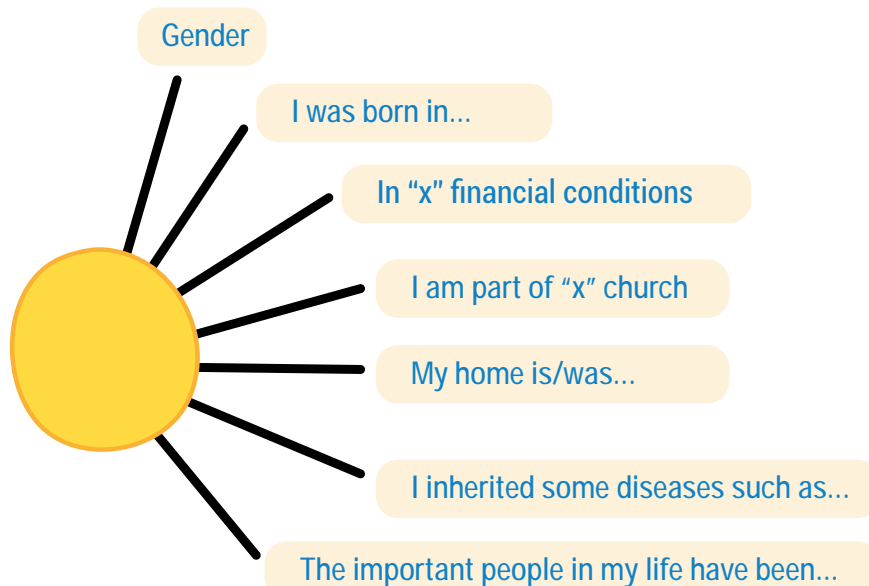 Gender
I was born in...
In “x” financial conditions
I am part of “x” church
My home is/was...
I inherited some diseases such as...
The important people in my life have been...